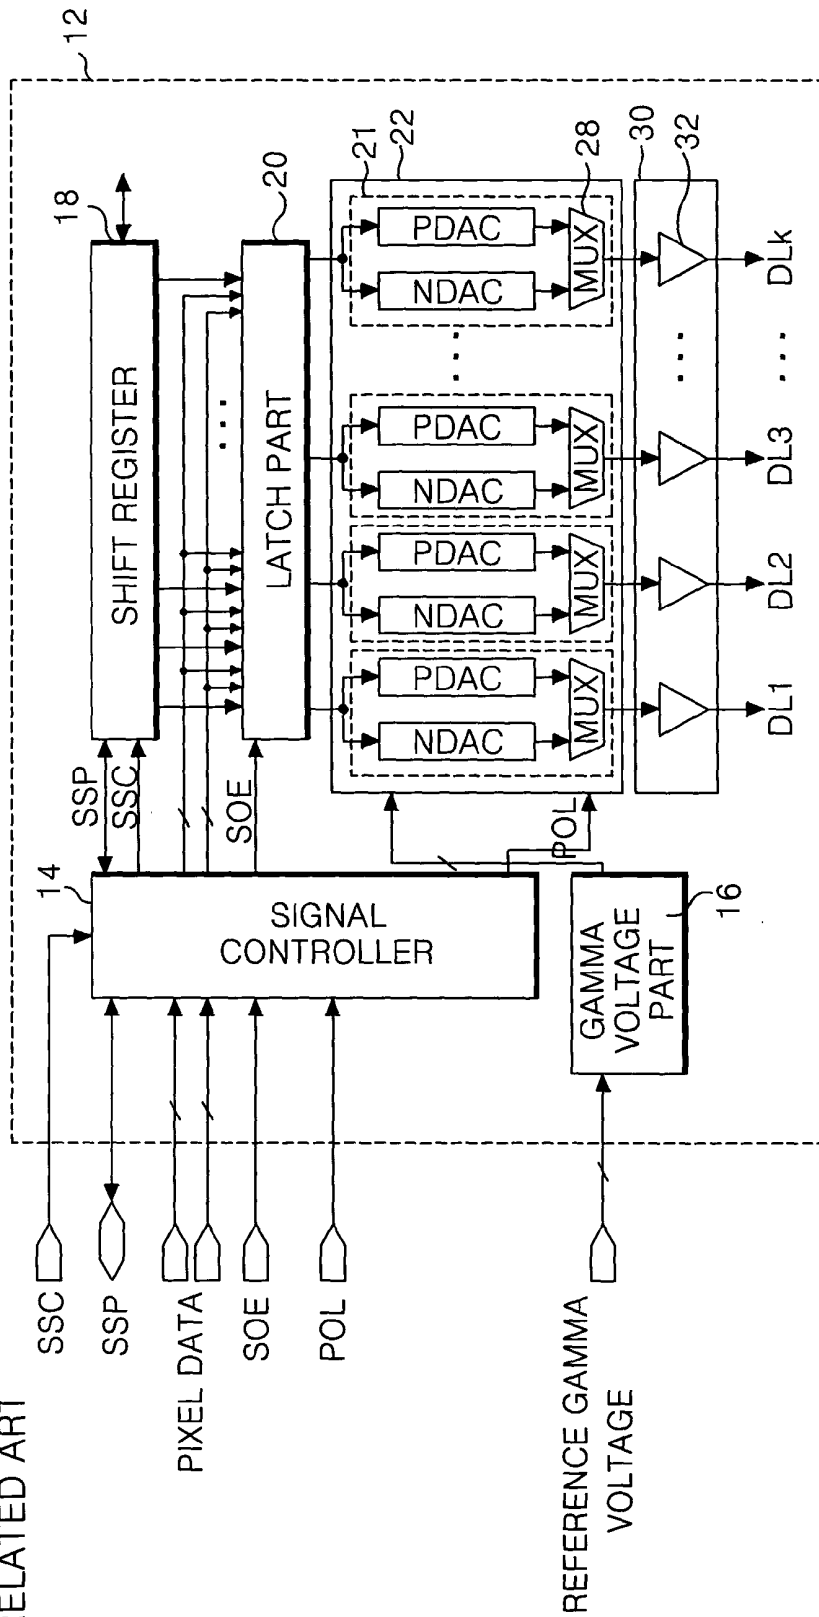 ELATED ART
12
18
SHIFT REGISTER
SSP
SSC
20
LATCH PART
SOE
14
SIGNAL
CONTROLLER
21
22
PDAC
NDAC
MUX
28
PDAC
NDAC
MUX
PDAC
NDAC
MUX
PDAC
NDAC
MUX
...
...
POL
30
32
...
DL1
DL2
DL3
...
DLk
GAMMA
VOLTAGE
PART
16
SSC
SSP
PIXEL DATA
SOE
POL
REFERENCE GAMMA
VOLTAGE